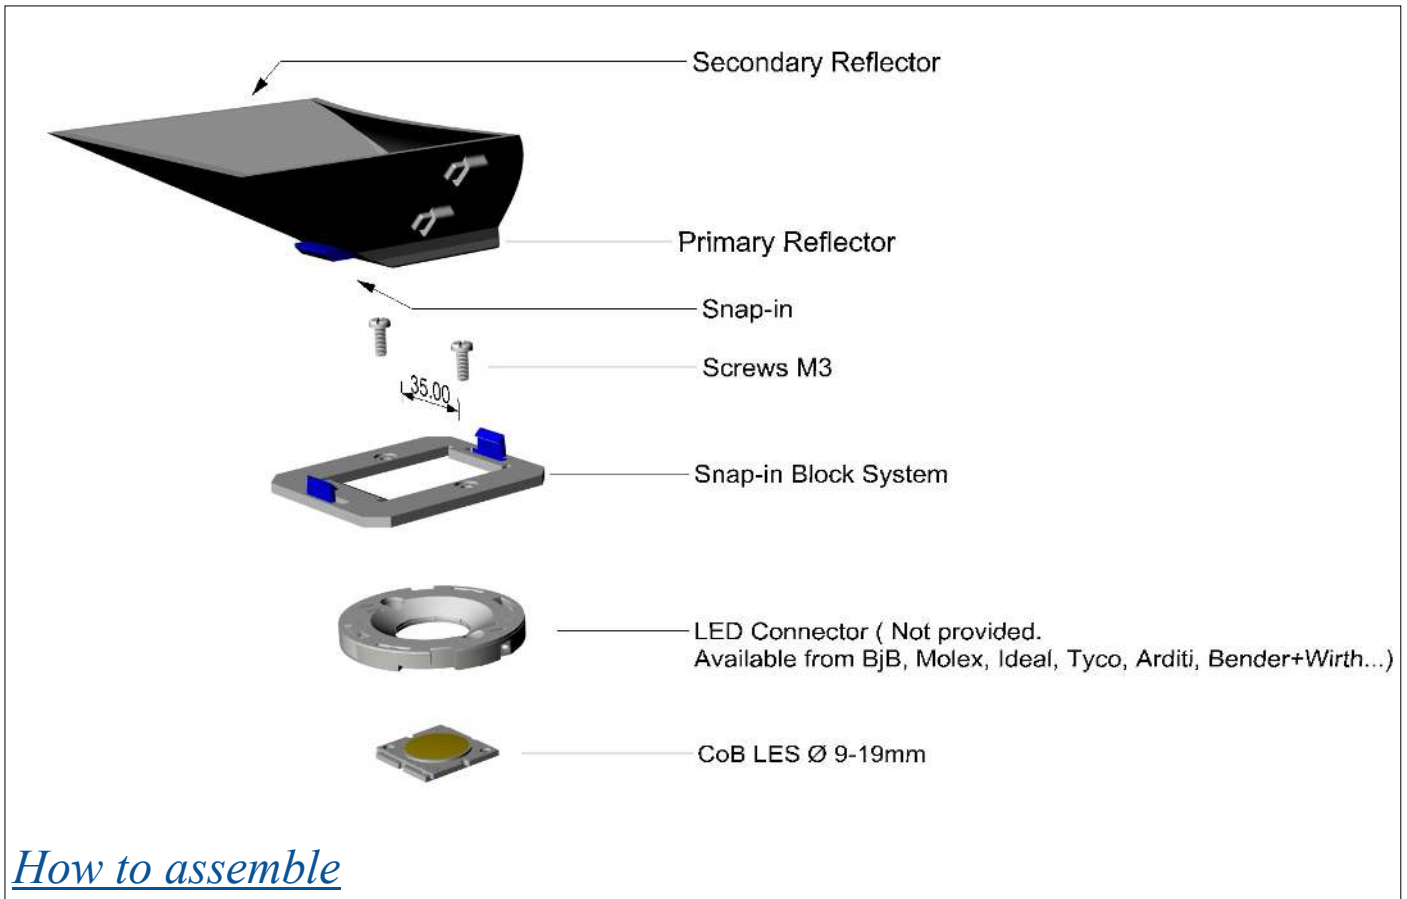 Secondary Reflector
Primary Reflector
Snap-in
Screws M3
35.00
Snap-in Block System
LED Connector ( Not provided.
Available from BjB, Molex, Ideal, Tyco, Arditi, Bender+Wirth...)
CoB LES Ø 9-19mm
How to assemble